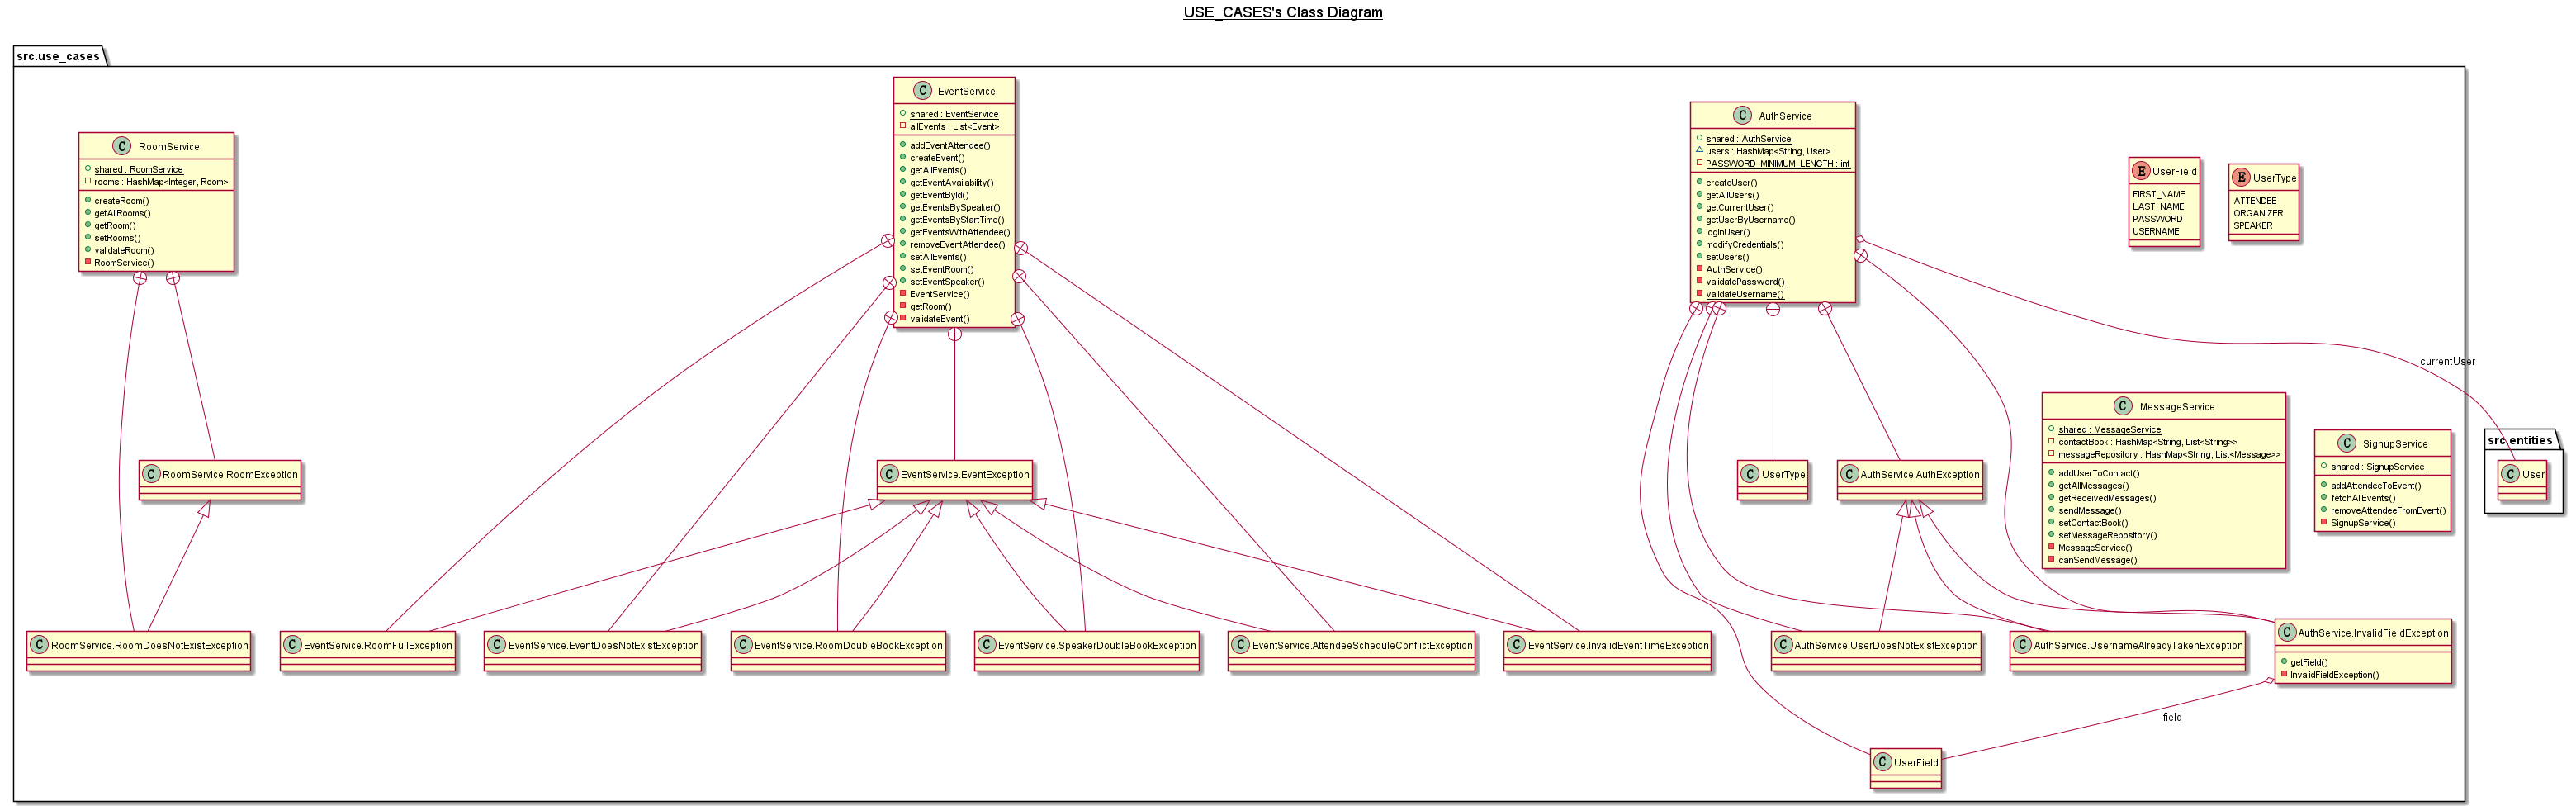 USE_CASES's Class Diagram
src.use_cases
C RoomService
shared : RoomService
rooms : HashMap<Integer, Room>
createRoom()
getAllRooms()
getRoom()
setRooms()
validateRoom()
RoomService()
C EventService
shared : EventService
allEvents : List<Event>
addEventAttendee()
createEvent()
getAllEvents()
getEventAvailability()
getEventById()
getEventsBySpeaker()
getEventsByStartTime()
getEventsWithAttendee()
removeEventAttendee()
setAllEvents()
setEventRoom()
setEventSpeaker()
EventService()
getRoom()
validateEvent()
C AuthService
shared : AuthService
users : HashMap<String, User>
PASSWORD_MINIMUM_LENGTH : int
createUser()
getAllUsers()
getCurrentUser()
getUserByUsername()
loginUser()
modifyCredentials()
setUsers()
AuthService()
validatePassword()
validateUsername()
E UserField
FIRST_NAME
LAST_NAME
PASSWORD
USERNAME
E UserType
ATTENDEE
ORGANIZER
SPEAKER
currentUser
C MessageService
shared : MessageService
contactBook : HashMap<String, List<String>>
messageRepository : HashMap<String, List<Message>>
addUserToContact()
getAllMessages()
getReceivedMessages()
sendMessage()
setContactBook()
setMessageRepository()
MessageService()
canSendMessage()
C SignupService
shared : SignupService
addAttendeeToEvent()
fetchAllEvents()
removeAttendeeFromEvent()
SignupService()
src.entities
C User
C RoomService.RoomException
C EventService.EventException
C UserType
C AuthService.AuthException
C RoomService.RoomDoesNotExistException
C EventService.RoomFullException
C EventService.EventDoesNotExistException
C EventService.RoomDoubleBookException
C EventService.SpeakerDoubleBookException
C EventService.AttendeeScheduleConflictException
C EventService.InvalidEventTimeException
C AuthService.UserDoesNotExistException
C AuthService.UsernameAlreadyTakenException
C AuthService.InvalidFieldException
getField()
InvalidFieldException()
field
C UserField